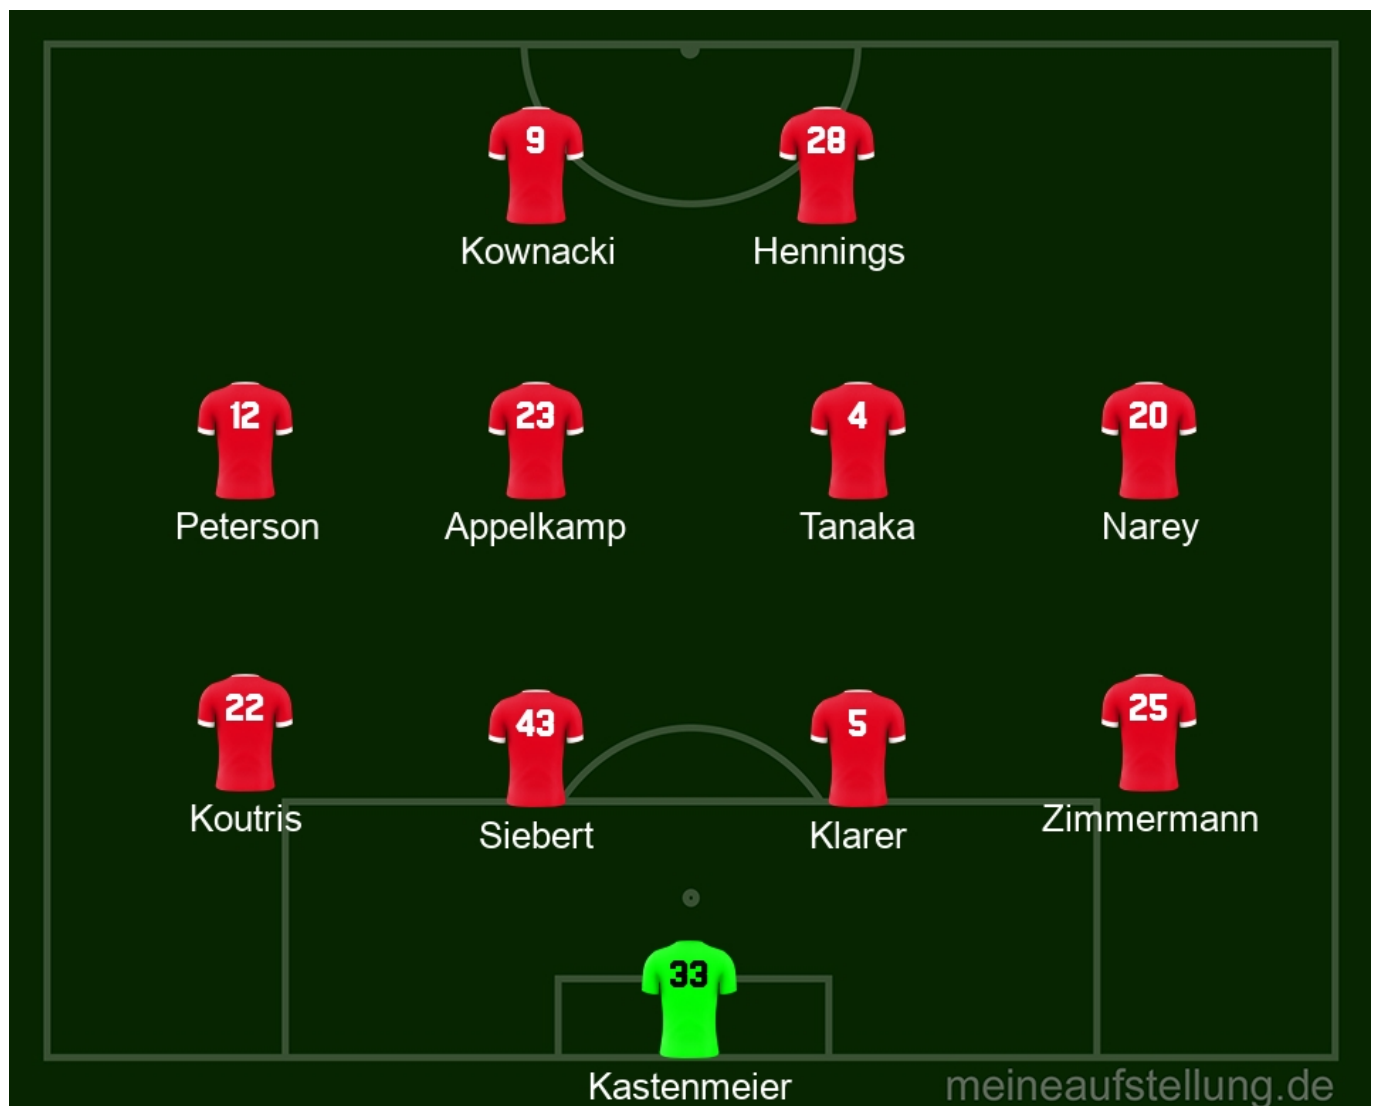 9
28
Kownacki
Hennings
12
23
4
20
Peterson
Appelkamp
Tanaka
Narey
22
43
5
25
Koutris
Siebert
Klarer
Zimmermann
33
Kastenmeier
meineaufstellung.de